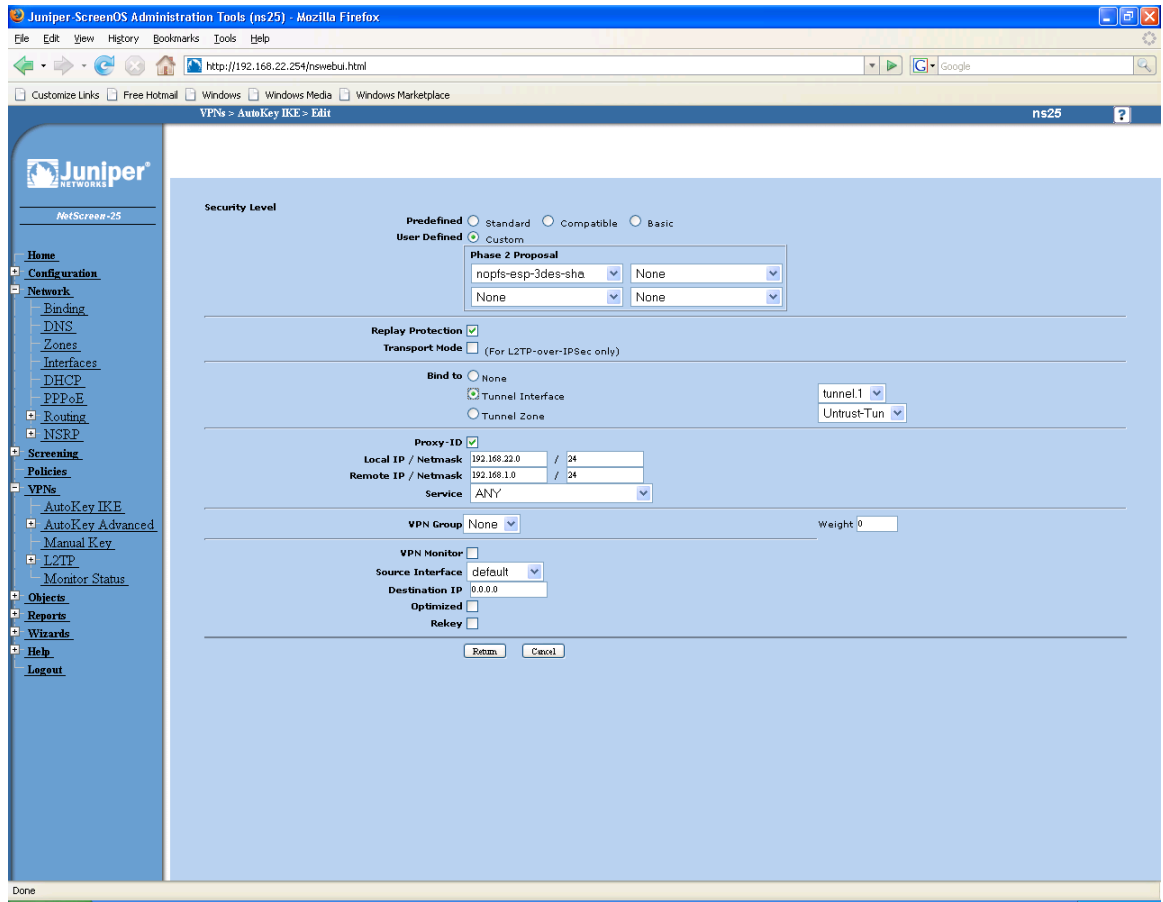 Juniper-ScreenOS Administration Tools (ns25) - Mozilla Firefox
File Edit View History Bookmarks Tools Help
http://192.168.22.254/nswebui.html
G Google
Customize Links Free Hotmail Windows Windows Media Windows Marketplace
VPNs > AutoKey IKE > Edit ns25 ?
Juniper®
NETWORKS
NetScreen-25
Home
Configuration
Network
Binding
DNS
Zones
Interfaces
DHCP
PPPoE
Routing
NSRP
Screening
Policies
VPNs
AutoKey IKE
AutoKey Advanced
Manual Key
L2TP
Monitor Status
Objects
Reports
Wizards
Help
Logout
Security Level
Predefined Standard Compatible Basic
User Defined Custom
Phase 2 Proposal
nopfs-esp-3des-sha None
None None
Replay Protection
Transport Mode (For L2TP-over-IPSec only)
Bind to None
Tunnel Interface tunnel.1
Tunnel Zone Untrust-Tun
Proxy-ID
Local IP / Netmask 192.168.22.0 / 24
Remote IP / Netmask 192.168.1.0 / 24
Service ANY
VPN Group None Weight 0
VPN Monitor
Source Interface default
Destination IP 0.0.0.0
Optimized
Rekey
Return Cancel
Done